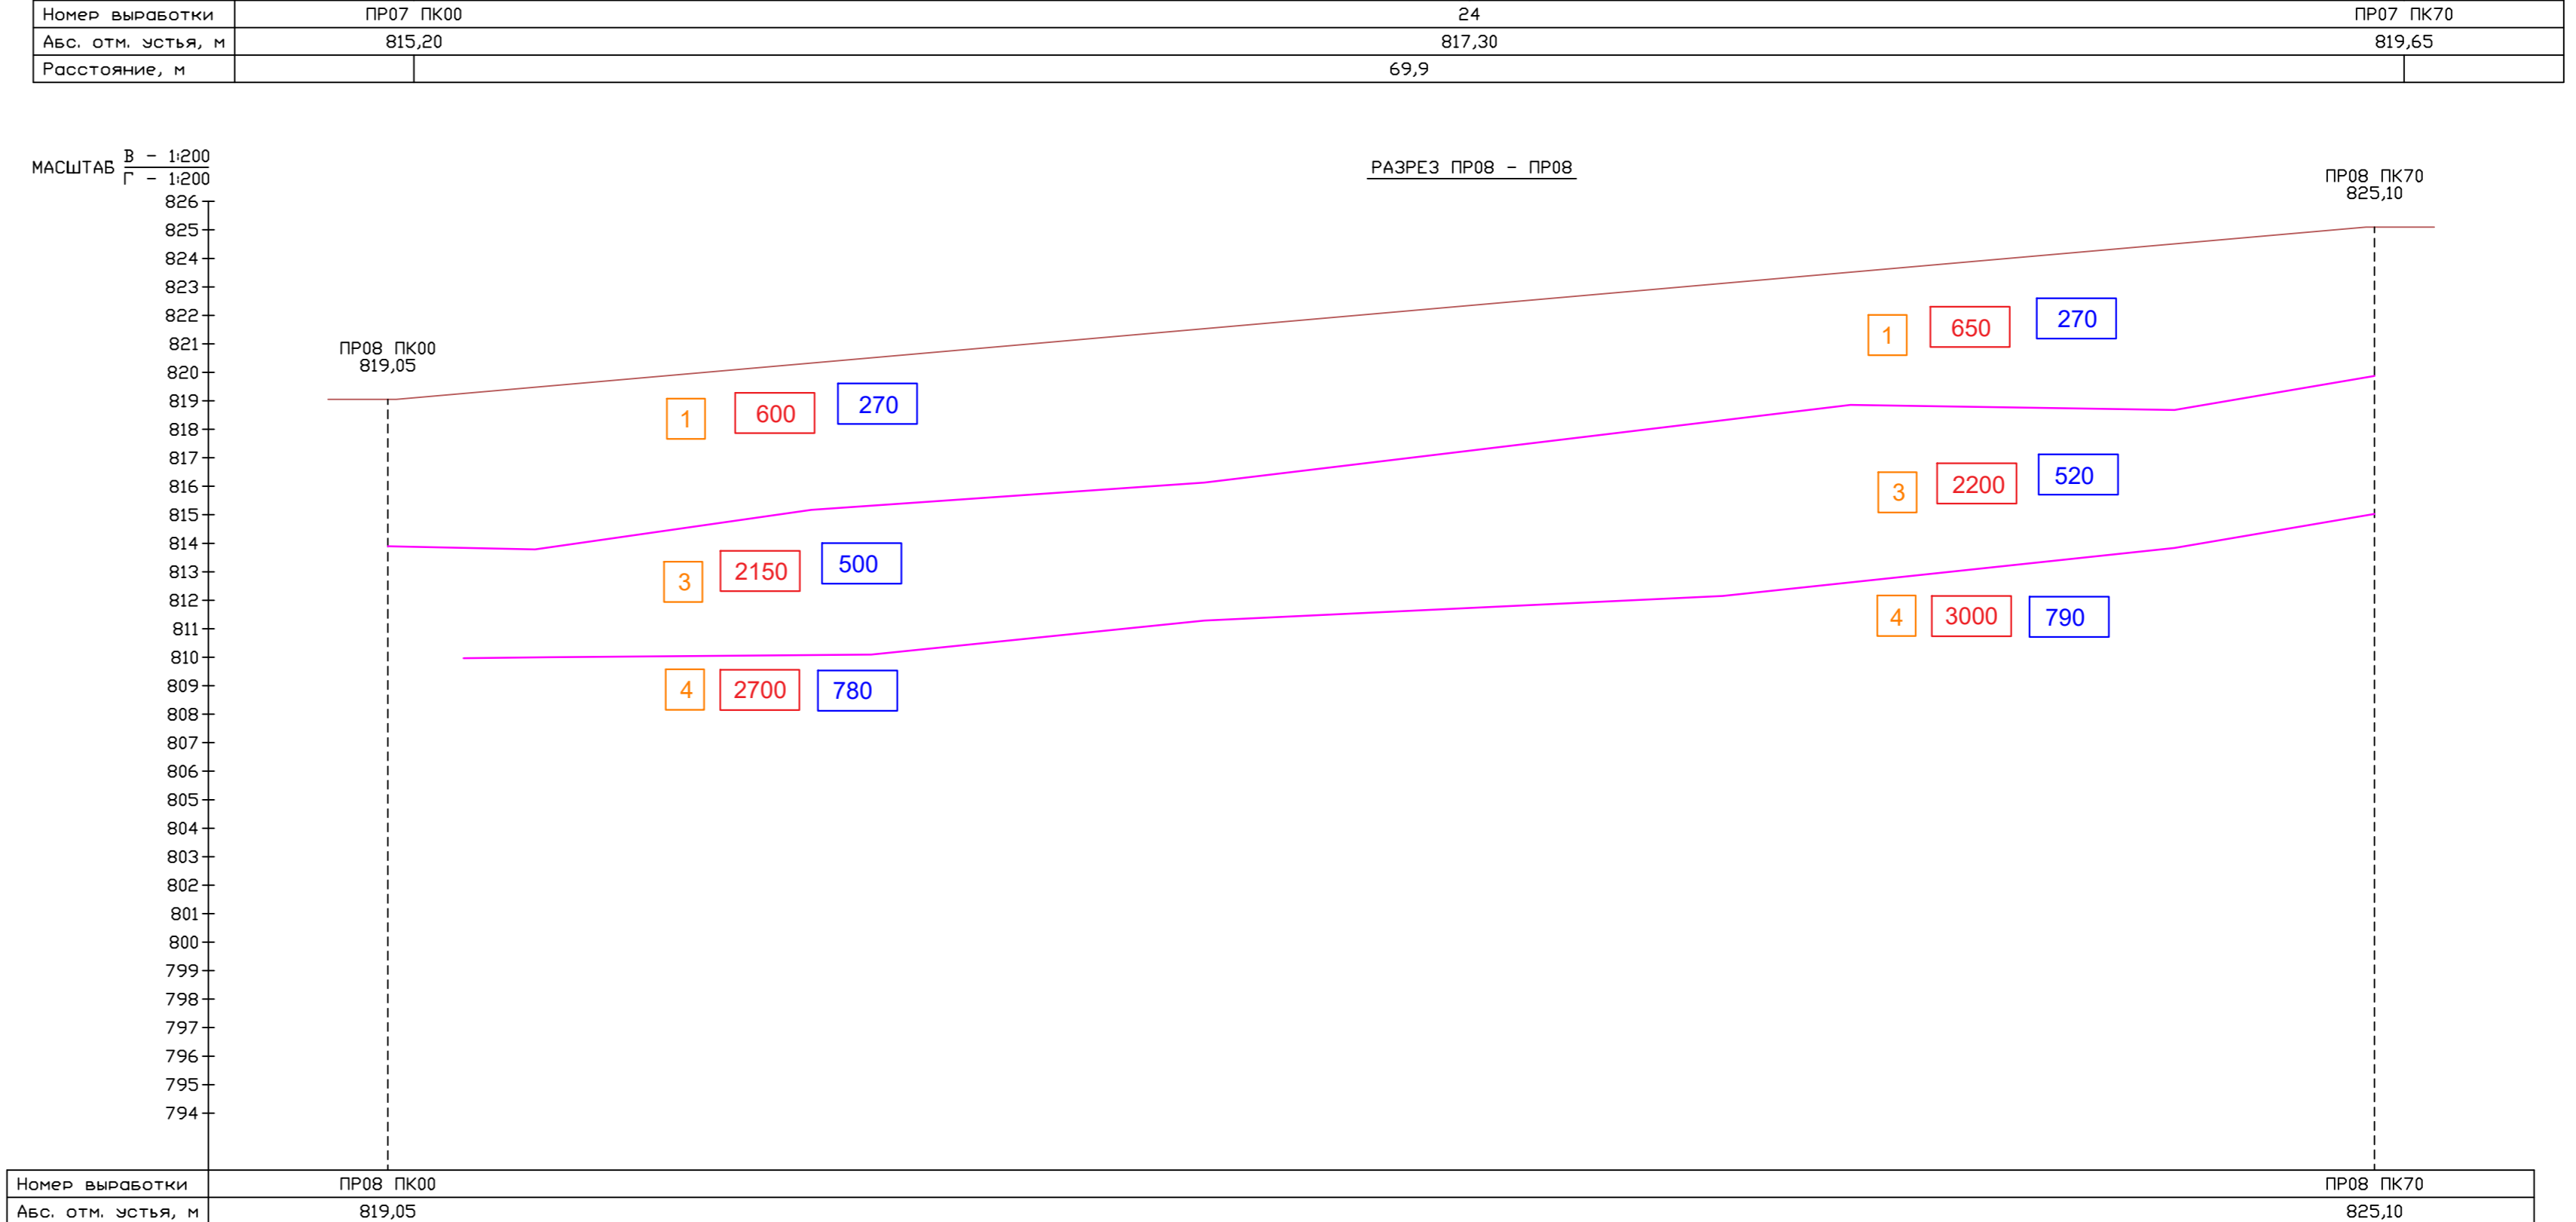 Номер выработки ПР07 ПК00 24 ПР07 ПК70
Абс. отм. устья, м 815,20 817,30 819,65
Расстояние, м 69,9
МАСШТАБ В - 1:200
Г - 1:200
РАЗРЕЗ ПР08 - ПР08
ПР08 ПК70
825,10
826
825
824
823
822
821
820
819
818
817
816
815
814
813
812
811
810
809
808
807
806
805
804
803
802
801
800
799
798
797
796
795
794
ПР08 ПК00
819,05
1 650 270
1 600 270
3 2200 520
3 2150 500
4 3000 790
4 2700 780
Номер выработки ПР08 ПК00 ПР08 ПК70
Абс. отм. устья, м 819,05 825,10